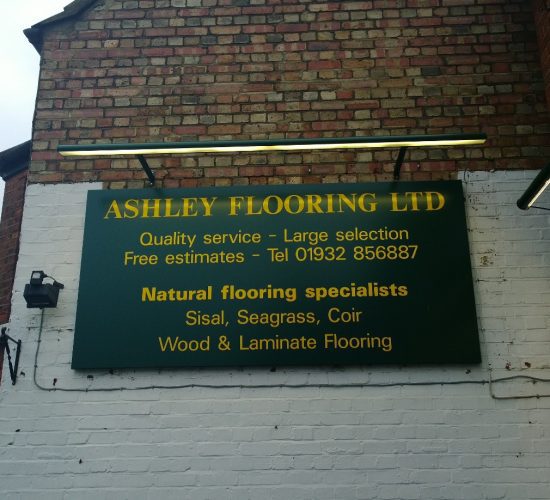 ASHLEY FLOORING LTD
Quality service - Large selection
Free estimates - Tel 01932 856887
Natural flooring specialists
Sisal, Seagrass, Coir
Wood & Laminate Flooring